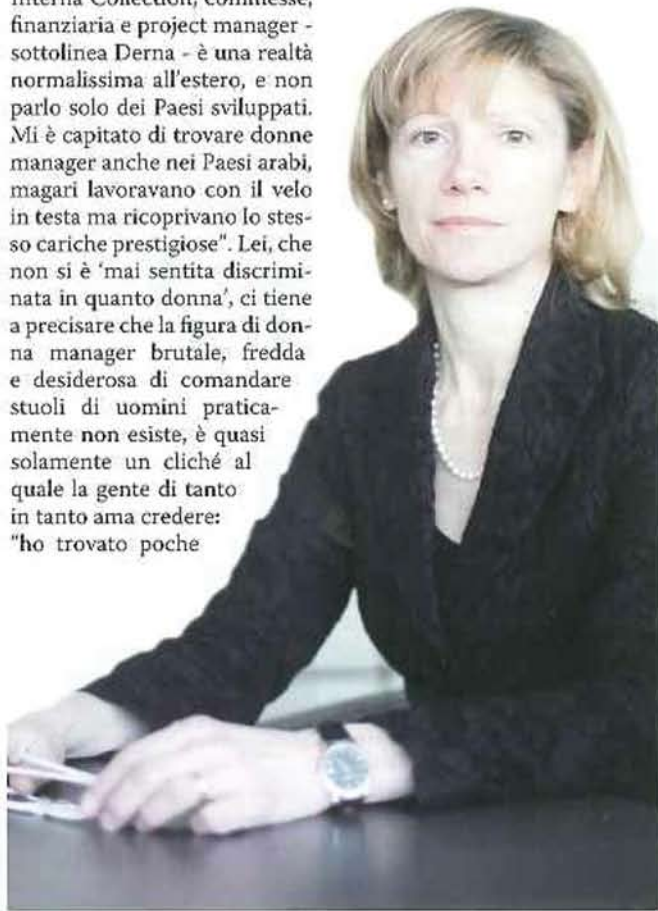 Interna Collection, commesse,
finanziaria e project manager -
sottolinea Derna - è una realtà
normalissima all'estero, e non
parlo solo dei Paesi sviluppati.
Mi è capitato di trovare donne
manager anche nei Paesi arabi,
magari lavoravano con il velo
in testa ma ricoprivano lo stes-
so cariche prestigiose". Lei, che
non si è 'mai sentita discrimi-
nata in quanto donna', ci tiene
a precisare che la figura di don-
na manager brutale, fredda
e desiderosa di comandare
stuoli di uomini pratica-
mente non esiste, è quasi
solamente un cliché al
quale la gente di tanto
in tanto ama credere:
"ho trovato poche